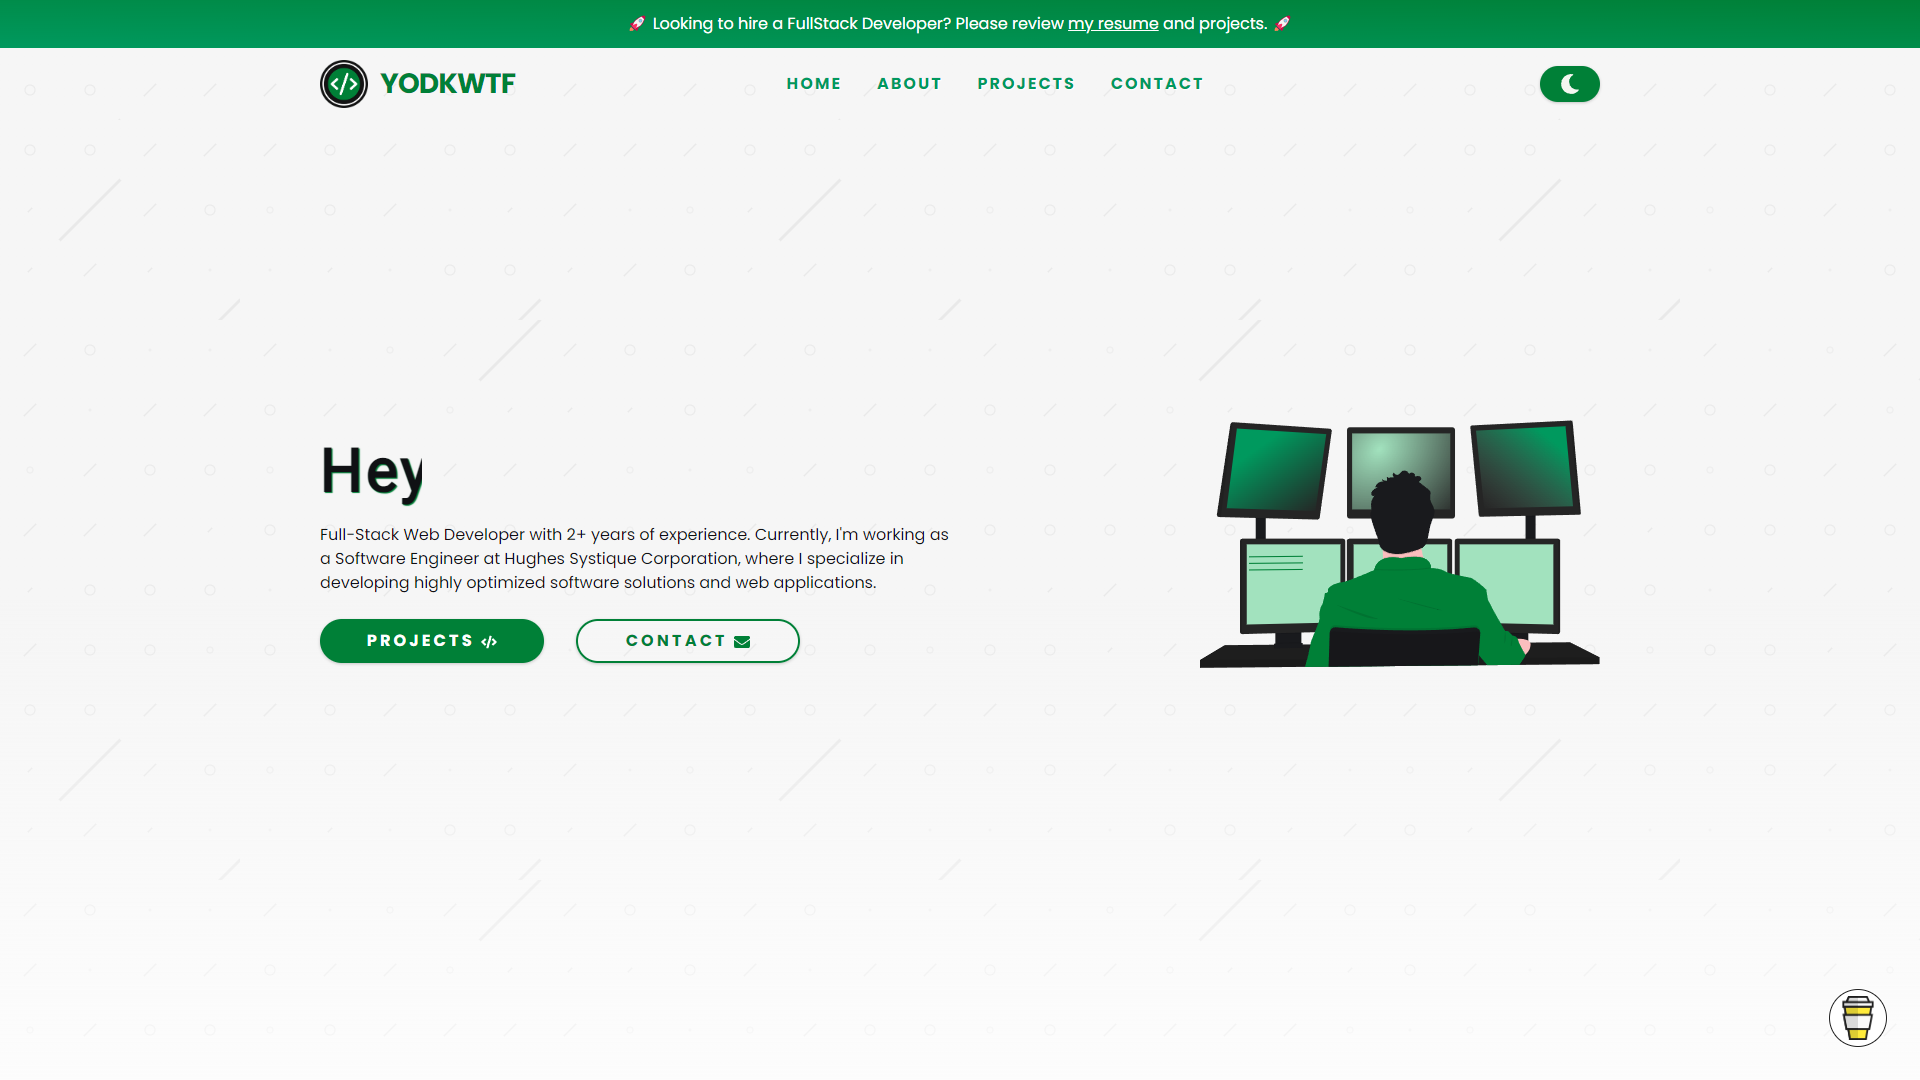 🚀 Looking to hire a FullStack Developer? Please review my resume and projects. 🚀
YODKWTF
HOME
ABOUT
PROJECTS
CONTACT
Hey
Full-Stack Web Developer with 2+ years of experience. Currently, I'm working as
a Software Engineer at Hughes Systique Corporation, where I specialize in
developing highly optimized software solutions and web applications.
PROJECTS
CONTACT